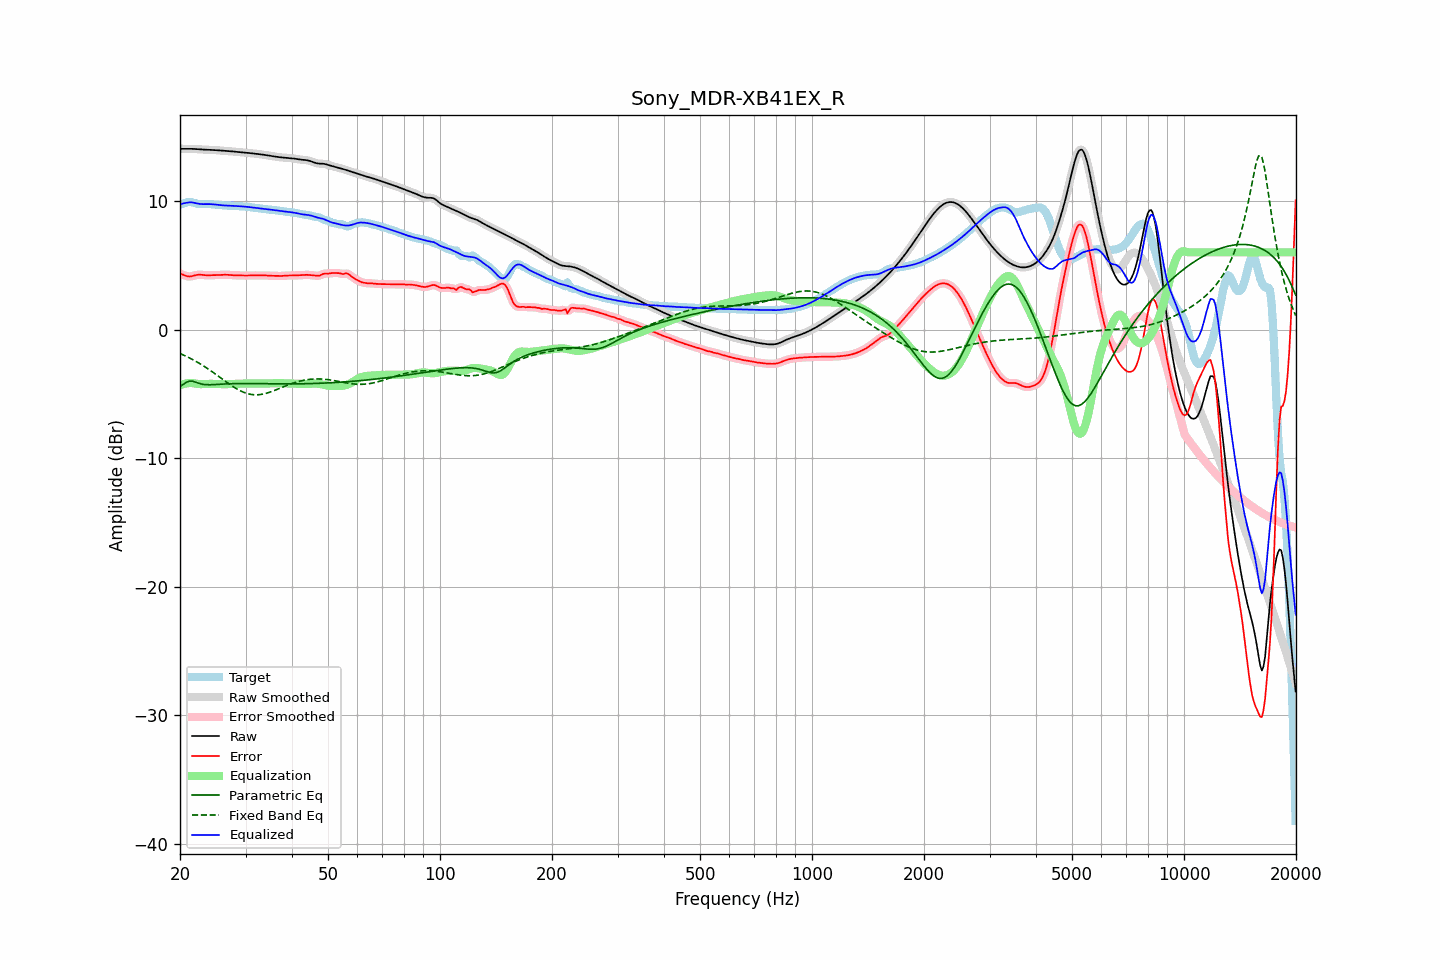 Sony_MDR-XB41EX_R
Amplitude (dBr)
10
0
−10
−20
−30
−40
Target
Raw Smoothed
Error Smoothed
Raw
Error
Equalization
Parametric Eq
Fixed Band Eq
Equalized
20 50 100 200 500 1000 2000 5000 10000 20000
Frequency (Hz)